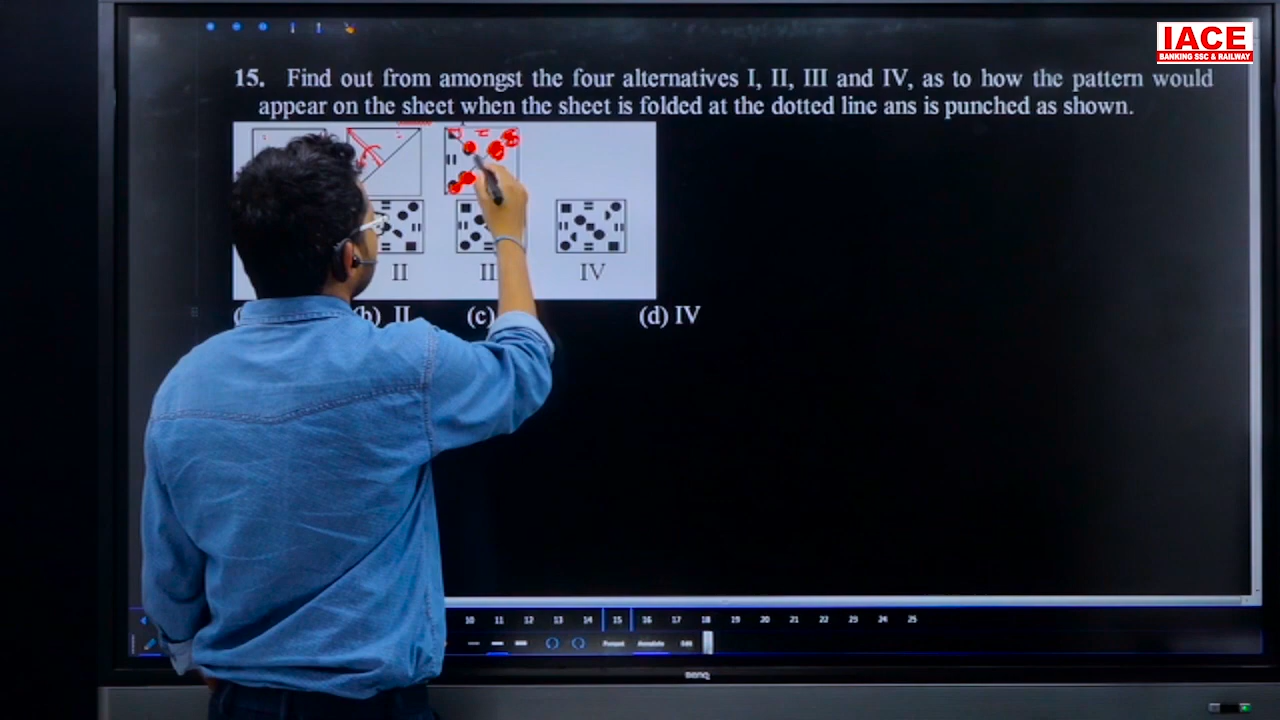 IACE
BANKING SSC & RAILWAY
15. Find out from amongst the four alternatives I, II, III and IV, as to how the pattern would
appear on the sheet when the sheet is folded at the dotted line ans is punched as shown.
II III IV
(b) II (c) (d) IV
10 11 12 13 14 15 16 17 18 19 20 21 22 23 24 25
BenQ